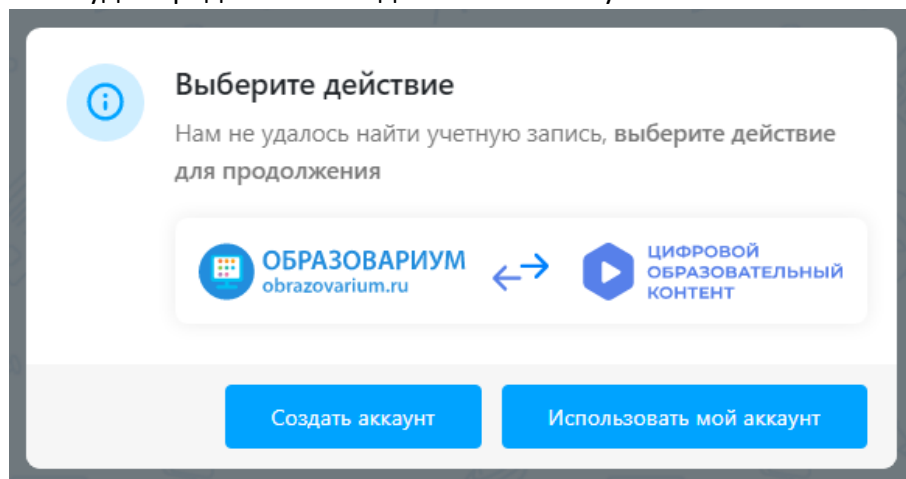 Выберите действие
Нам не удалось найти учетную запись, выберите действие
для продолжения
ОБРАЗОВАРИУМ
obrazovarium.ru
ЦИФРОВОЙ
ОБРАЗОВАТЕЛЬНЫЙ
КОНТЕНТ
Создать аккаунт
Использовать мой аккаунт